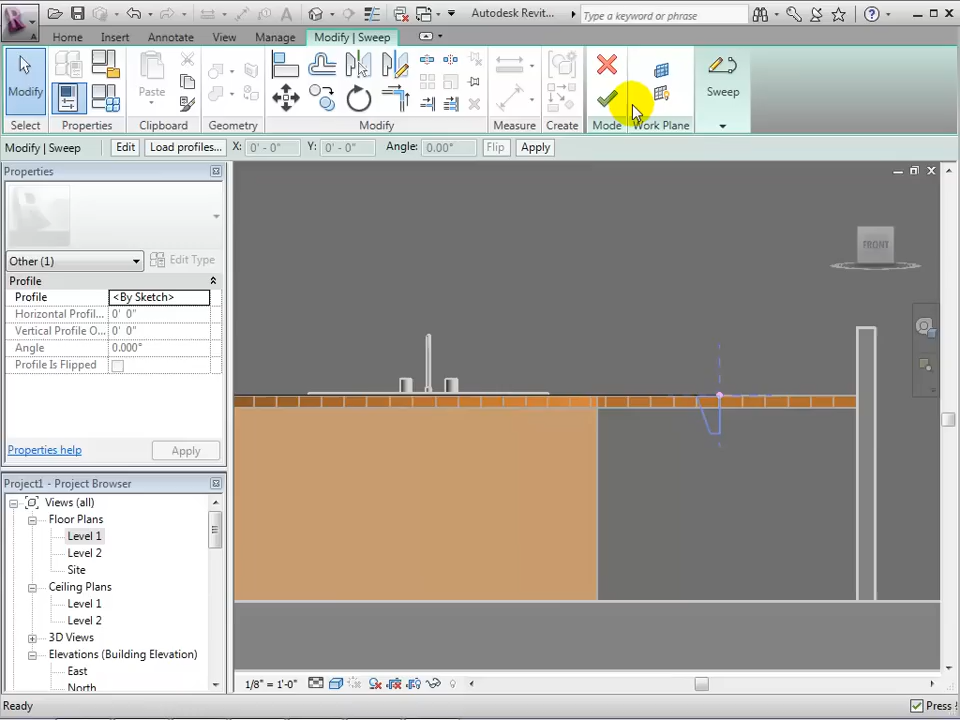 Autodesk Revit...
Type a keyword or phrase
Home Insert Annotate View Manage Modify | Sweep
Modify
Paste
Sweep
Select Properties Clipboard Geometry Modify Measure Create Mode Work Plane
Modify | Sweep Edit Load profiles... X: 0' - 0" Y: 0' - 0" Angle: 0.00° Flip Apply
Properties
Other (1) Edit Type
Profile
Profile <By Sketch>
Horizontal Profil... 0' 0"
Vertical Profile O... 0' 0"
Angle 0.000°
Profile Is Flipped
Properties help Apply
Project1 - Project Browser
Views (all)
Floor Plans
Level 1
Level 2
Site
Ceiling Plans
Level 1
Level 2
3D Views
Elevations (Building Elevation)
East
North
FRONT
1/8" = 1'-0"
Ready
Press